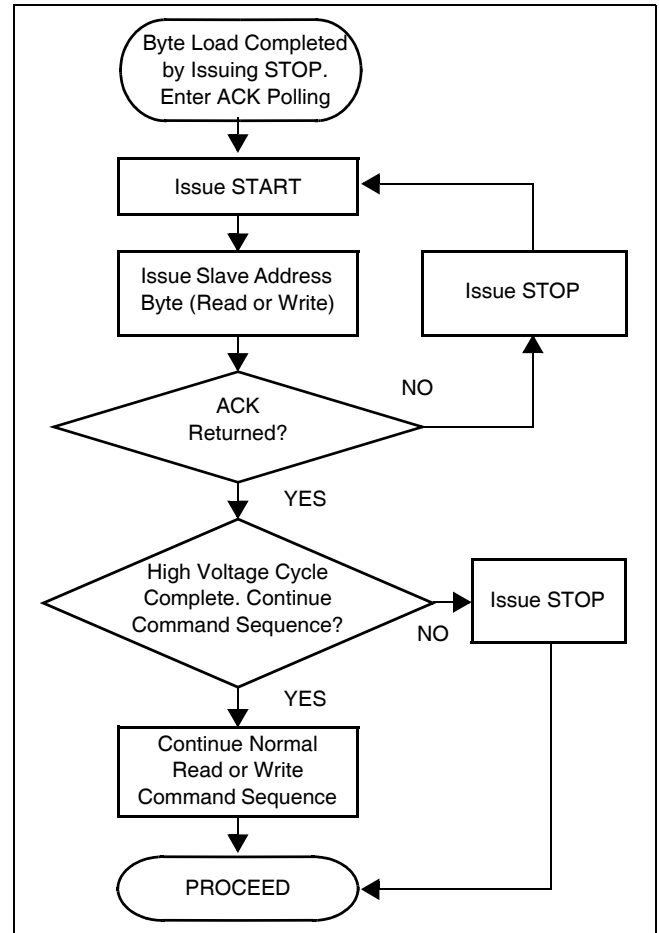 Byte Load Completed
by Issuing STOP.
Enter ACK Polling
Issue START
Issue Slave Address
Byte (Read or Write)
Issue STOP
ACK
Returned?
NO
YES
High Voltage Cycle
Complete. Continue
Command Sequence?
Issue STOP
NO
YES
Continue Normal
Read or Write
Command Sequence
PROCEED